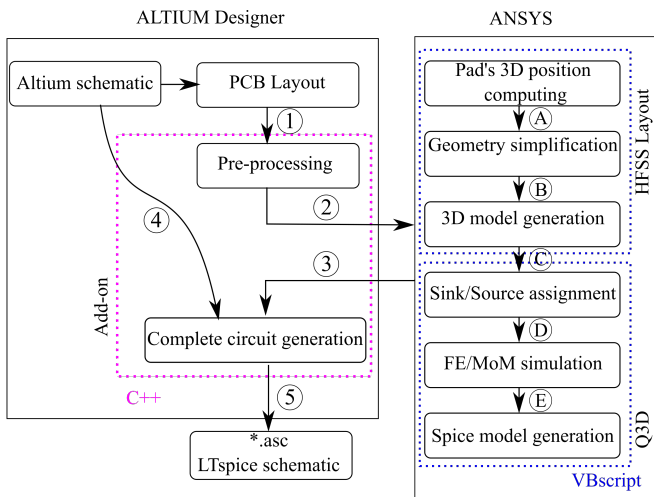 ALTIUM Designer
ANSYS
Altium schematic
PCB Layout
1
Pre-processing
2
4
3
Add-on
Complete circuit generation
C++
5
*.asc
LTspice schematic
Pad's 3D position
computing
A
Geometry simplification
B
3D model generation
HFSS Layout
C
Sink/Source assignment
D
FE/MoM simulation
E
Spice model generation
Q3D
VBscript